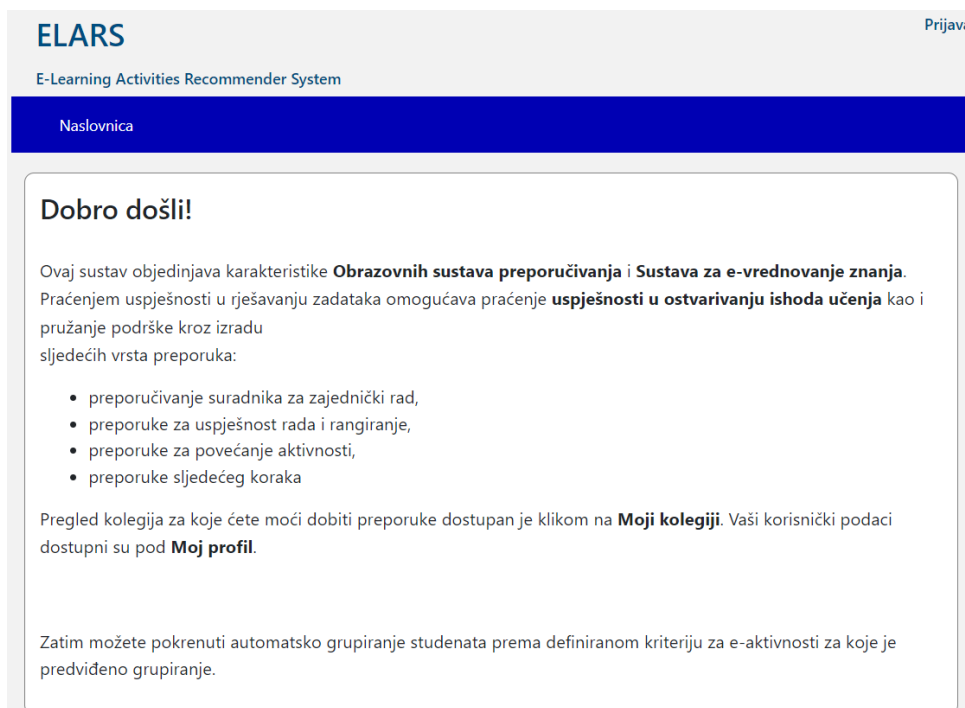 ELARS
Prijava
E-Learning Activities Recommender System
Naslovnica
Dobro došli!
Ovaj sustav objedinjava karakteristike Obrazovnih sustava preporučivanja i Sustava za e-vrednovanje znanja.
Praćenjem uspješnosti u rješavanju zadataka omogućava praćenje uspješnosti u ostvarivanju ishoda učenja kao i
pružanje podrške kroz izradu
sljedećih vrsta preporuka:
• preporučivanje suradnika za zajednički rad,
• preporuke za uspješnost rada i rangiranje,
• preporuke za povećanje aktivnosti,
• preporuke sljedećeg koraka
Pregled kolegija za koje ćete moći dobiti preporuke dostupan je klikom na Moji kolegiji. Vaši korisnički podaci
dostupni su pod Moj profil.
Zatim možete pokrenuti automatsko grupiranje studenata prema definiranom kriteriju za e-aktivnosti za koje je
predviđeno grupiranje.